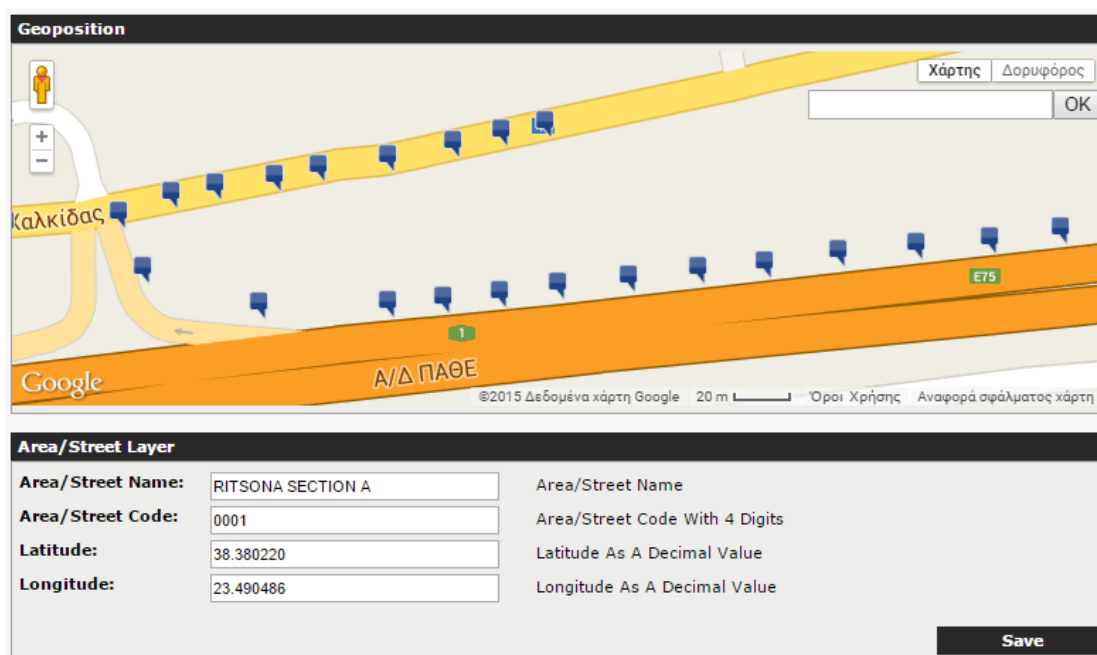 Geoposition
Χάρτης Δορυφόρος
OK
+
−
Χαλκίδας
E75
1
Α/Δ ΠΑΘΕ
Google
©2015 Δεδομένα χάρτη Google 20 m Όροι Χρήσης Αναφορά σφάλματος χάρτη
Area/Street Layer
Area/Street Name: RITSONA SECTION A Area/Street Name
Area/Street Code: 0001 Area/Street Code With 4 Digits
Latitude: 38.380220 Latitude As A Decimal Value
Longitude: 23.490486 Longitude As A Decimal Value
Save